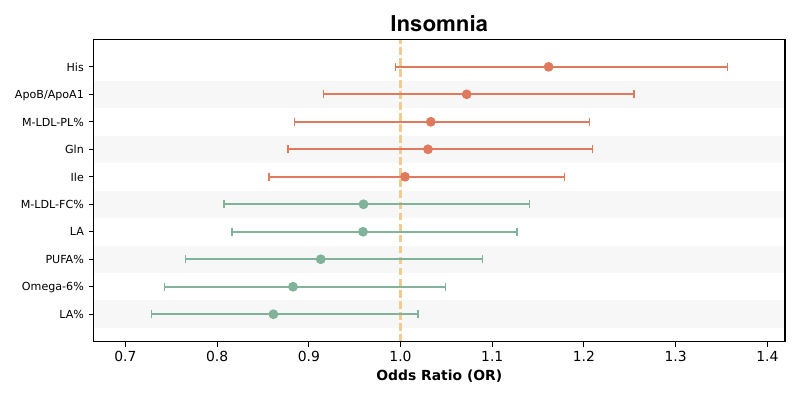 Insomnia
His
ApoB/ApoA1
M-LDL-PL%
Gln
Ile
M-LDL-FC%
LA
PUFA%
Omega-6%
LA%
0.7 0.8 0.9 1.0 1.1 1.2 1.3 1.4
Odds Ratio (OR)